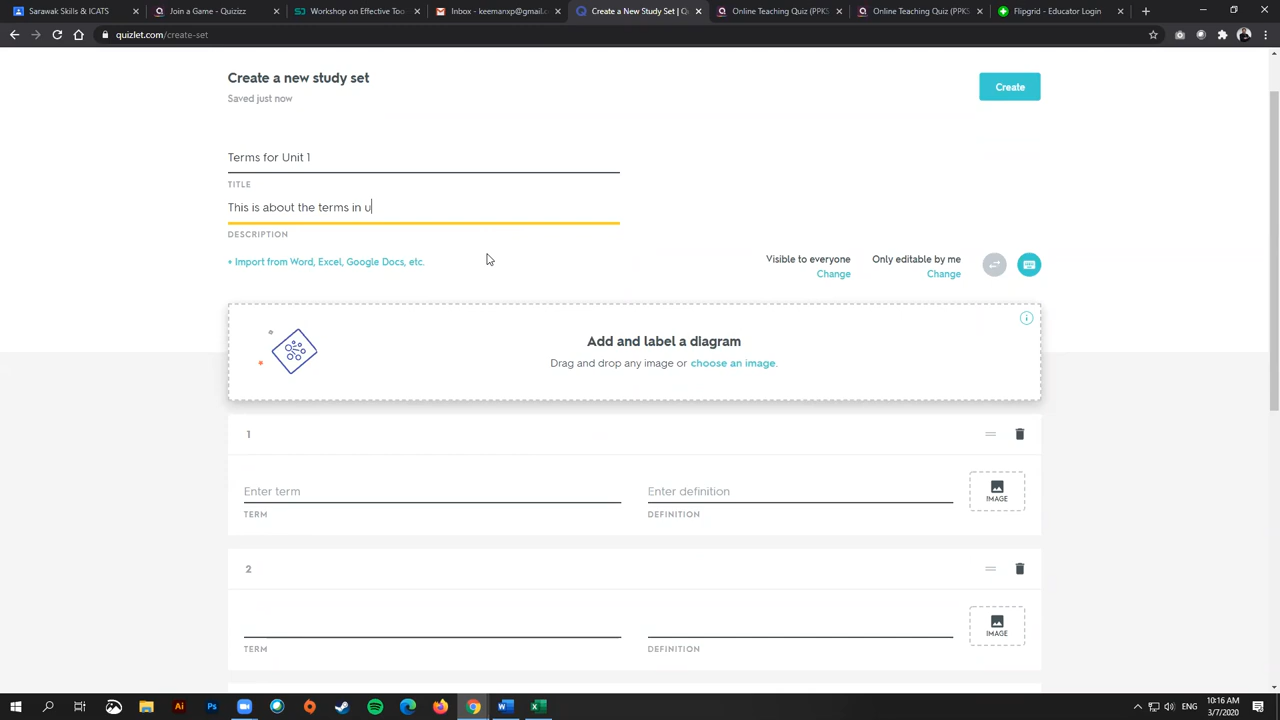 Sarawak Skills & ICATS
Join a Game - Quizizz
Workshop on Effective Too
Inbox - keemanxp@gmail.c
Create a New Study Set | Q
Online Teaching Quiz (PPKS
Online Teaching Quiz (PPKS
Flipgrid - Educator Login
quizlet.com/create-set
Create a new study set
Saved just now
Create
Terms for Unit 1
TITLE
This is about the terms in u
DESCRIPTION
+ Import from Word, Excel, Google Docs, etc.
Visible to everyone
Change
Only editable by me
Change
Add and label a diagram
Drag and drop any image or choose an image.
1
Enter term
TERM
Enter definition
DEFINITION
IMAGE
2
TERM
DEFINITION
IMAGE
ENG
10:16 AM
3/7/2020